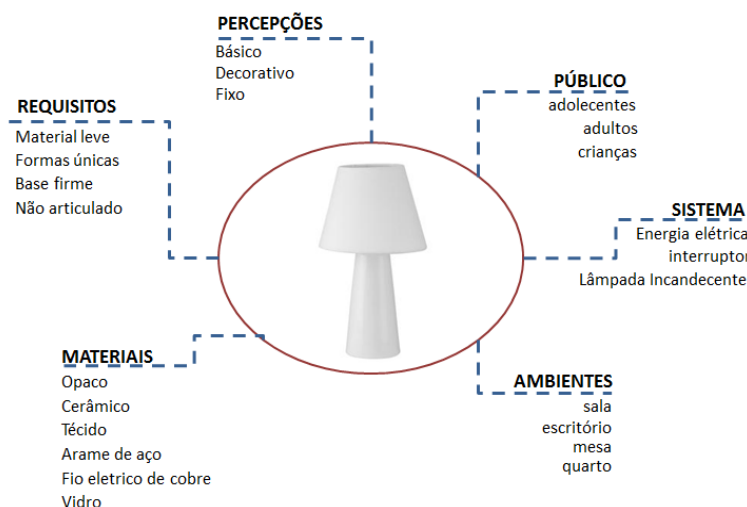 PERCEPÇÕES
Básico
Decorativo
Fixo
PÚBLICO
adolecentes
adultos
crianças
REQUISITOS
Material leve
Formas únicas
Base firme
Não articulado
SISTEMA
Energia elétrica
interruptor
Lâmpada Incandecente
MATERIAIS
Opaco
Cerâmico
Técido
Arame de aço
Fio eletrico de cobre
Vidro
AMBIENTES
sala
escritório
mesa
quarto